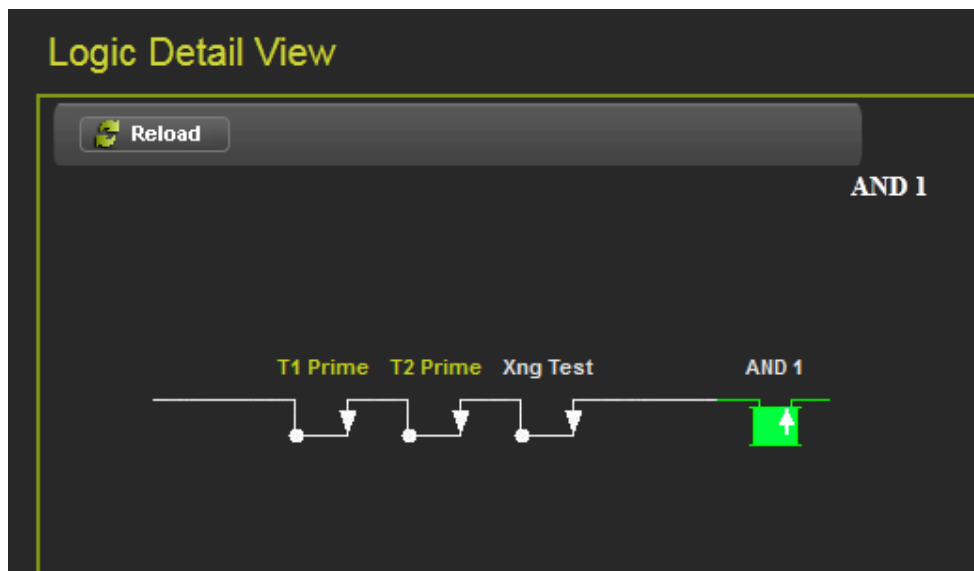 Logic Detail View
Reload
AND 1
T1 Prime T2 Prime Xng Test AND 1